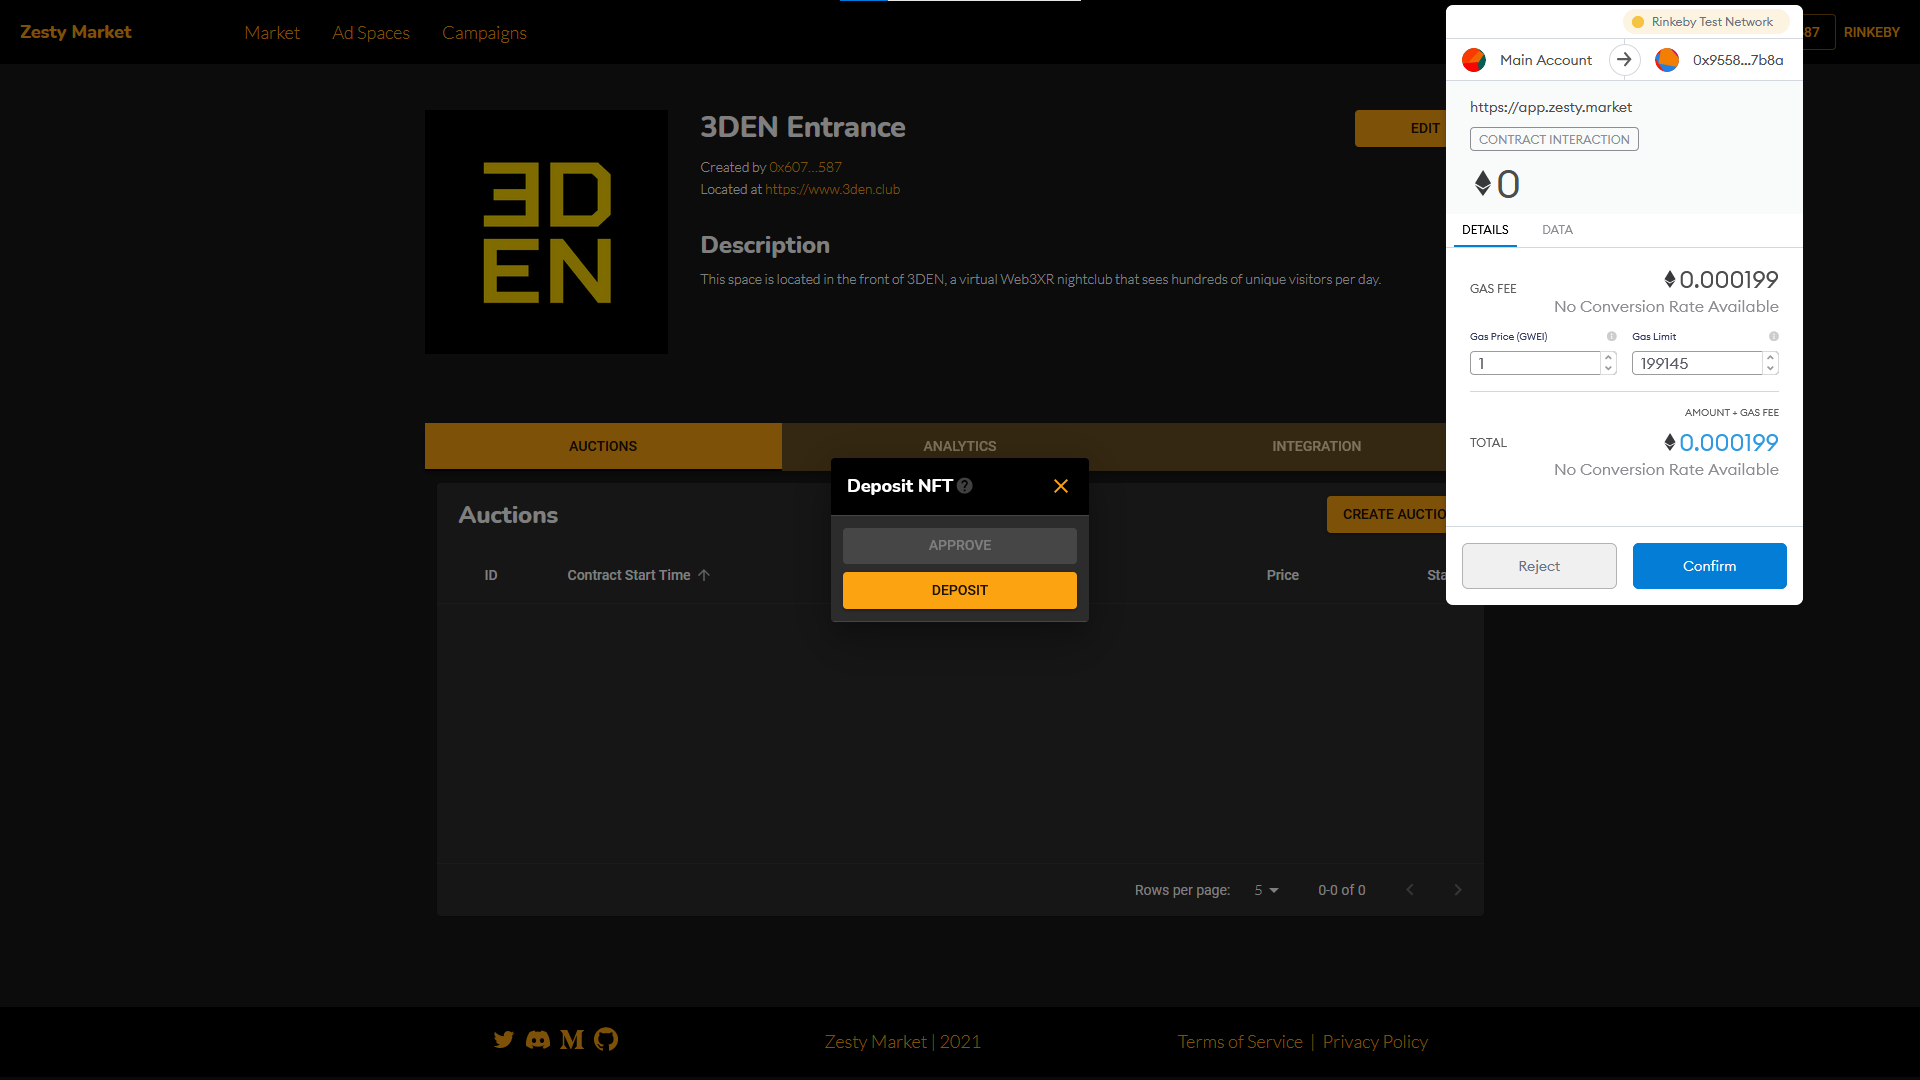 Zesty Market
Market
Ad Spaces
Campaigns
87
RINKEBY
3D
EN
3DEN Entrance
EDIT
Created by 0x607...587
Located at https://www.3den.club
Description
This space is located in the front of 3DEN, a virtual Web3XR nightclub that sees hundreds of unique visitors per day.
AUCTIONS
ANALYTICS
INTEGRATION
Auctions
CREATE AUCTIO
ID
Contract Start Time
Price
Sta
Deposit NFT ?
APPROVE
DEPOSIT
Rows per page:
5
0-0 of 0
Zesty Market | 2021
Terms of Service | Privacy Policy
Rinkeby Test Network
Main Account
0x9558...7b8a
https://app.zesty.market
CONTRACT INTERACTION
0
DETAILS
DATA
GAS FEE
0.000199
No Conversion Rate Available
Gas Price (GWEI)
Gas Limit
1
199145
AMOUNT + GAS FEE
TOTAL
0.000199
No Conversion Rate Available
Reject
Confirm